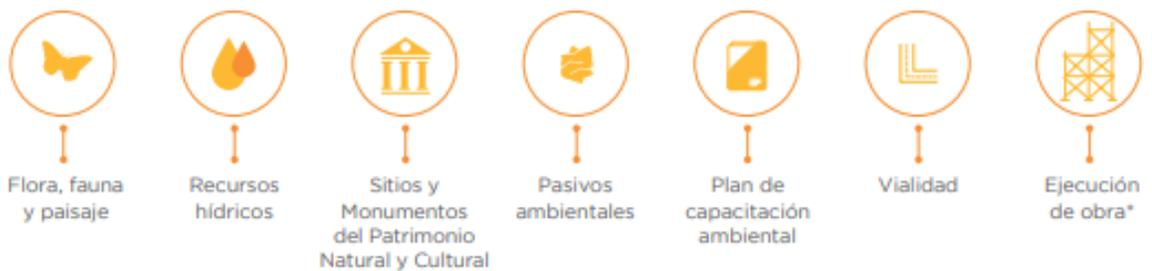 Flora, fauna
y paisaje
Recursos
hídricos
Sitios y
Monumentos
del Patrimonio
Natural y Cultural
Pasivos
ambientales
Plan de
capacitación
ambiental
Vialidad
Ejecución
de obra*